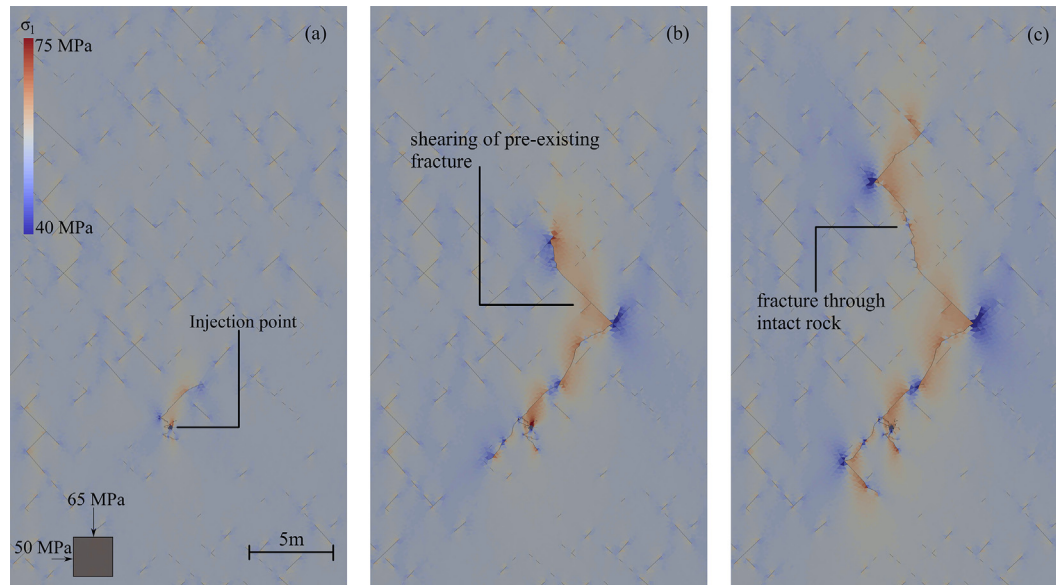 σ1
(a)
75 MPa
40 MPa
Injection point
65 MPa
50 MPa
5m
(b)
shearing of pre-existing
fracture
(c)
fracture through
intact rock